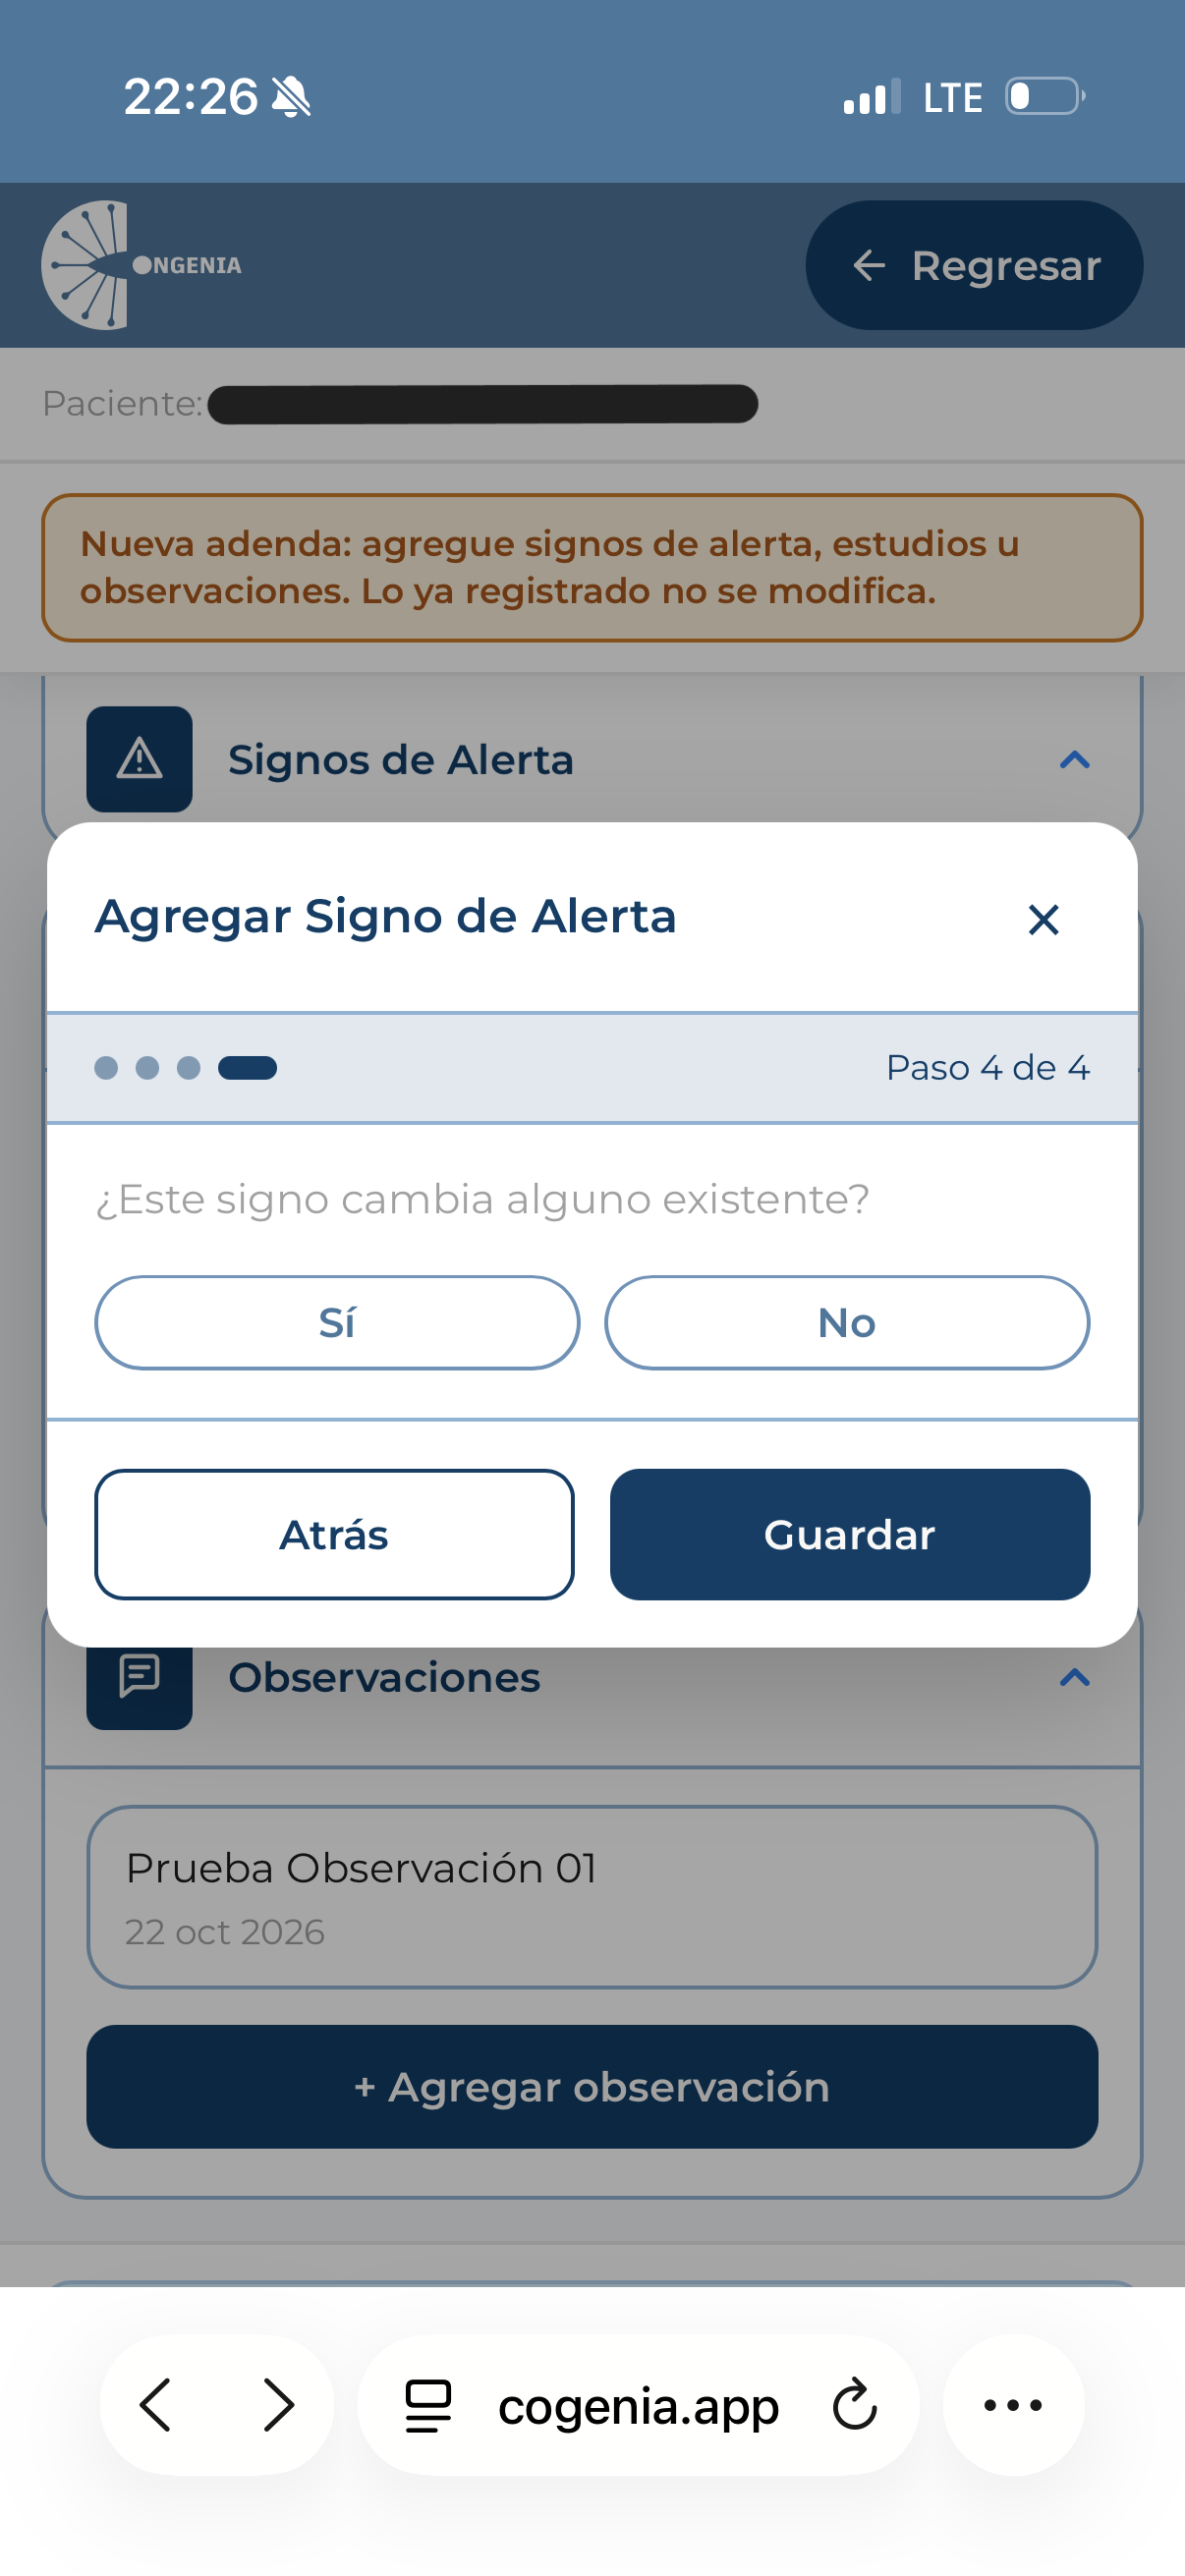 22:26
LTE
ONGENIA
← Regresar
Paciente:
Nueva adenda: agregue signos de alerta, estudios u
observaciones. Lo ya registrado no se modifica.
Signos de Alerta
Agregar Signo de Alerta
Paso 4 de 4
¿Este signo cambia alguno existente?
Sí
No
Atrás
Guardar
Observaciones
Prueba Observación 01
22 oct 2026
+ Agregar observación
cogenia.app